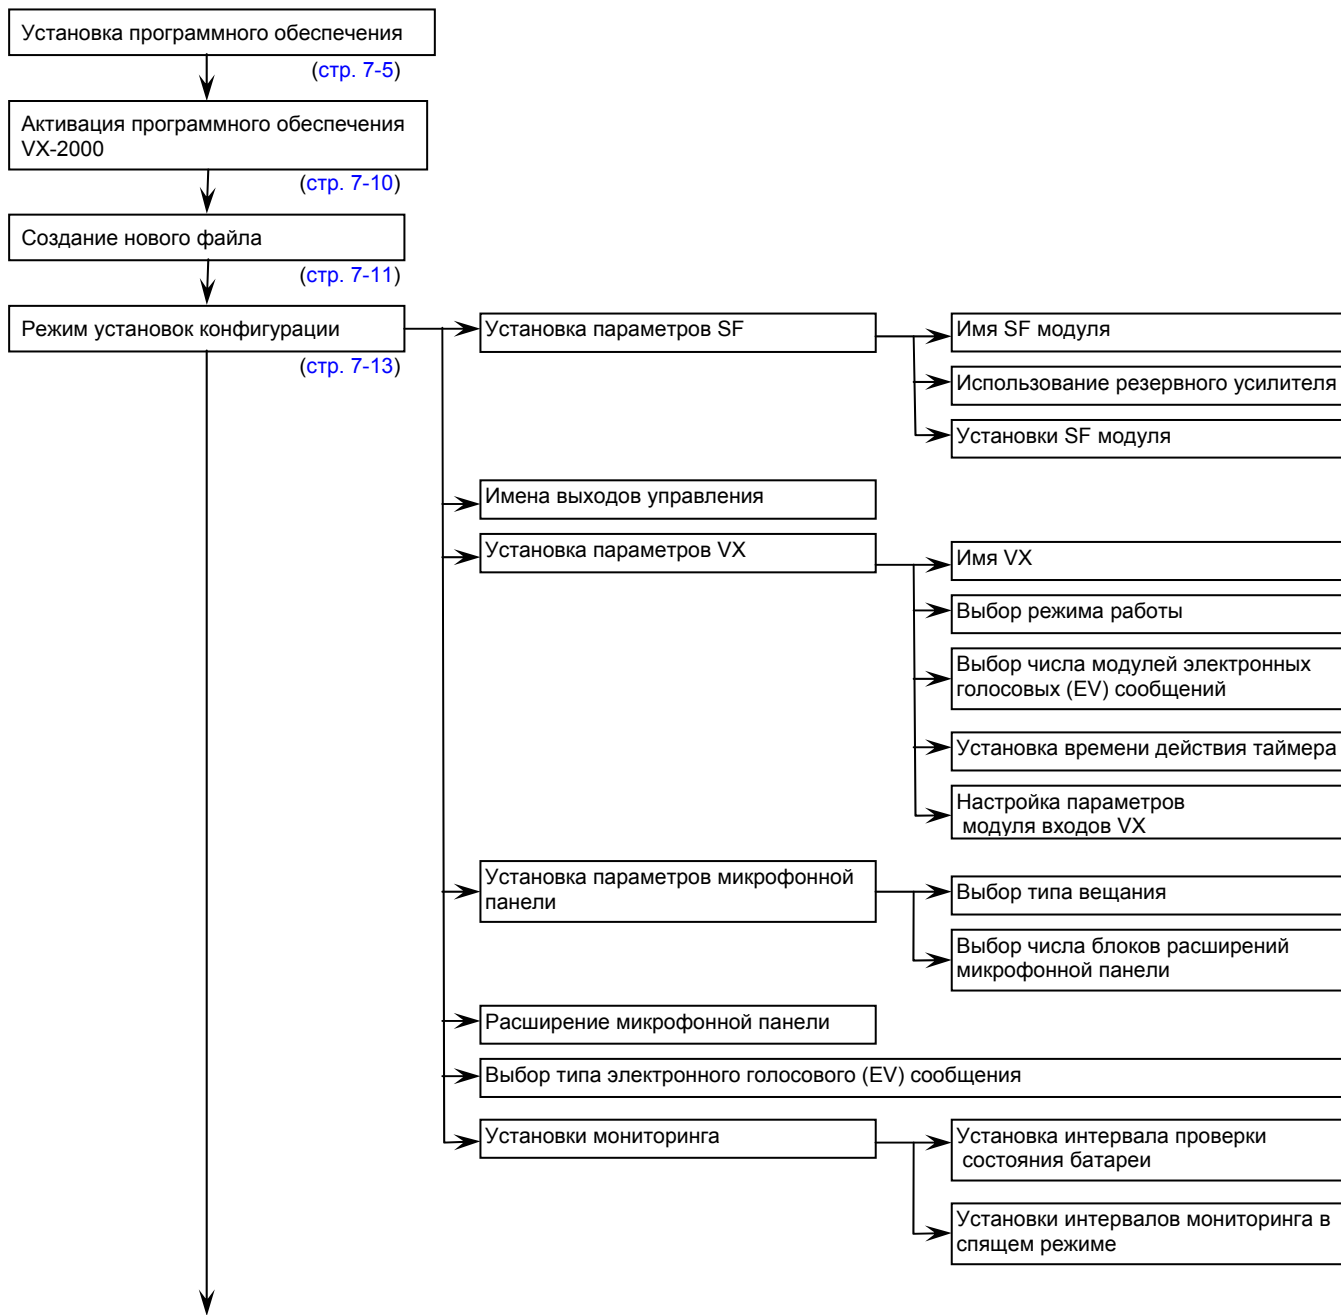 Установка программного обеспечения
(стр. 7-5)
Активация программного обеспечения
VX-2000
(стр. 7-10)
Создание нового файла
(стр. 7-11)
Режим установок конфигурации
(стр. 7-13)
Установка параметров SF
Имя SF модуля
Использование резервного усилителя
Установки SF модуля
Имена выходов управления
Установка параметров VX
Имя VX
Выбор режима работы
Выбор числа модулей электронных
голосовых (EV) сообщений
Установка времени действия таймера
Настройка параметров
модуля входов VX
Установка параметров микрофонной
панели
Выбор типа вещания
Выбор числа блоков расширений
микрофонной панели
Расширение микрофонной панели
Выбор типа электронного голосового (EV) сообщения
Установки мониторинга
Установка интервала проверки
состояния батареи
Установки интервалов мониторинга в
спящем режиме